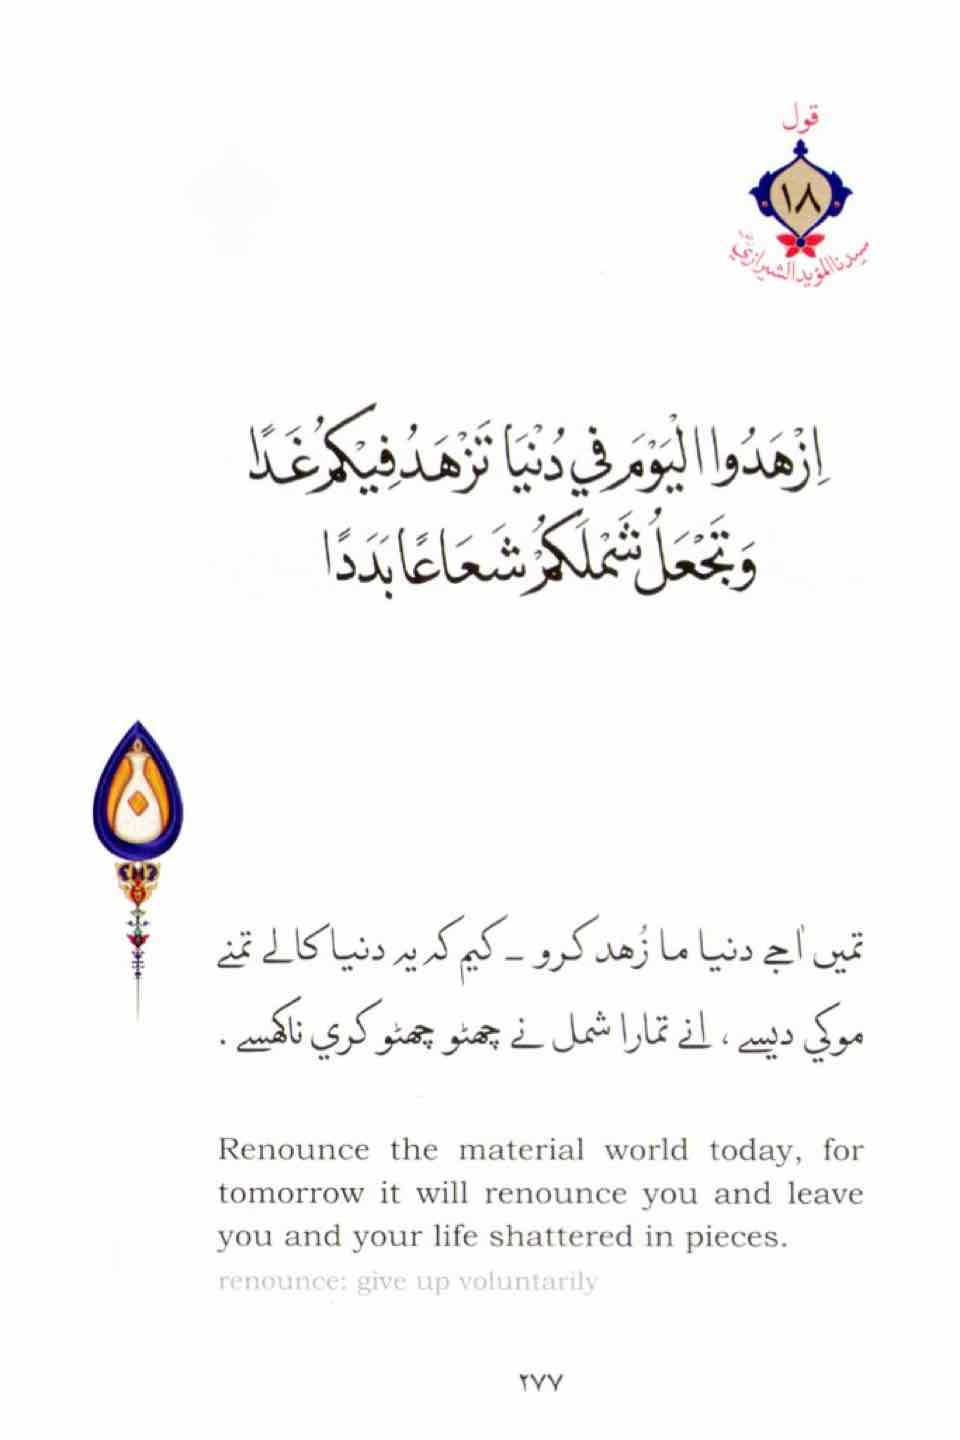 قول
١٨
سيدنا المؤيد الشيرازي
اِزْهَدُوا الْيَوْمَ فِي دُنْيَا تَزْهَدُ فِيْكُمْ غَدًا
وَتَجْعَلُ شَمْلَكُمْ شَعَاعًا بَدَدًا
تميں اٰجے دنيا ما زُهد كرو ـ كيم كہ يہ دنيا كالے تمنے
موكي ديسے ، انے تمارا شمل نے چھٹو چھٹو كري ناكھسے .
Renounce the material world today, for
tomorrow it will renounce you and leave
you and your life shattered in pieces.
renounce: give up voluntarily
٢٧٧